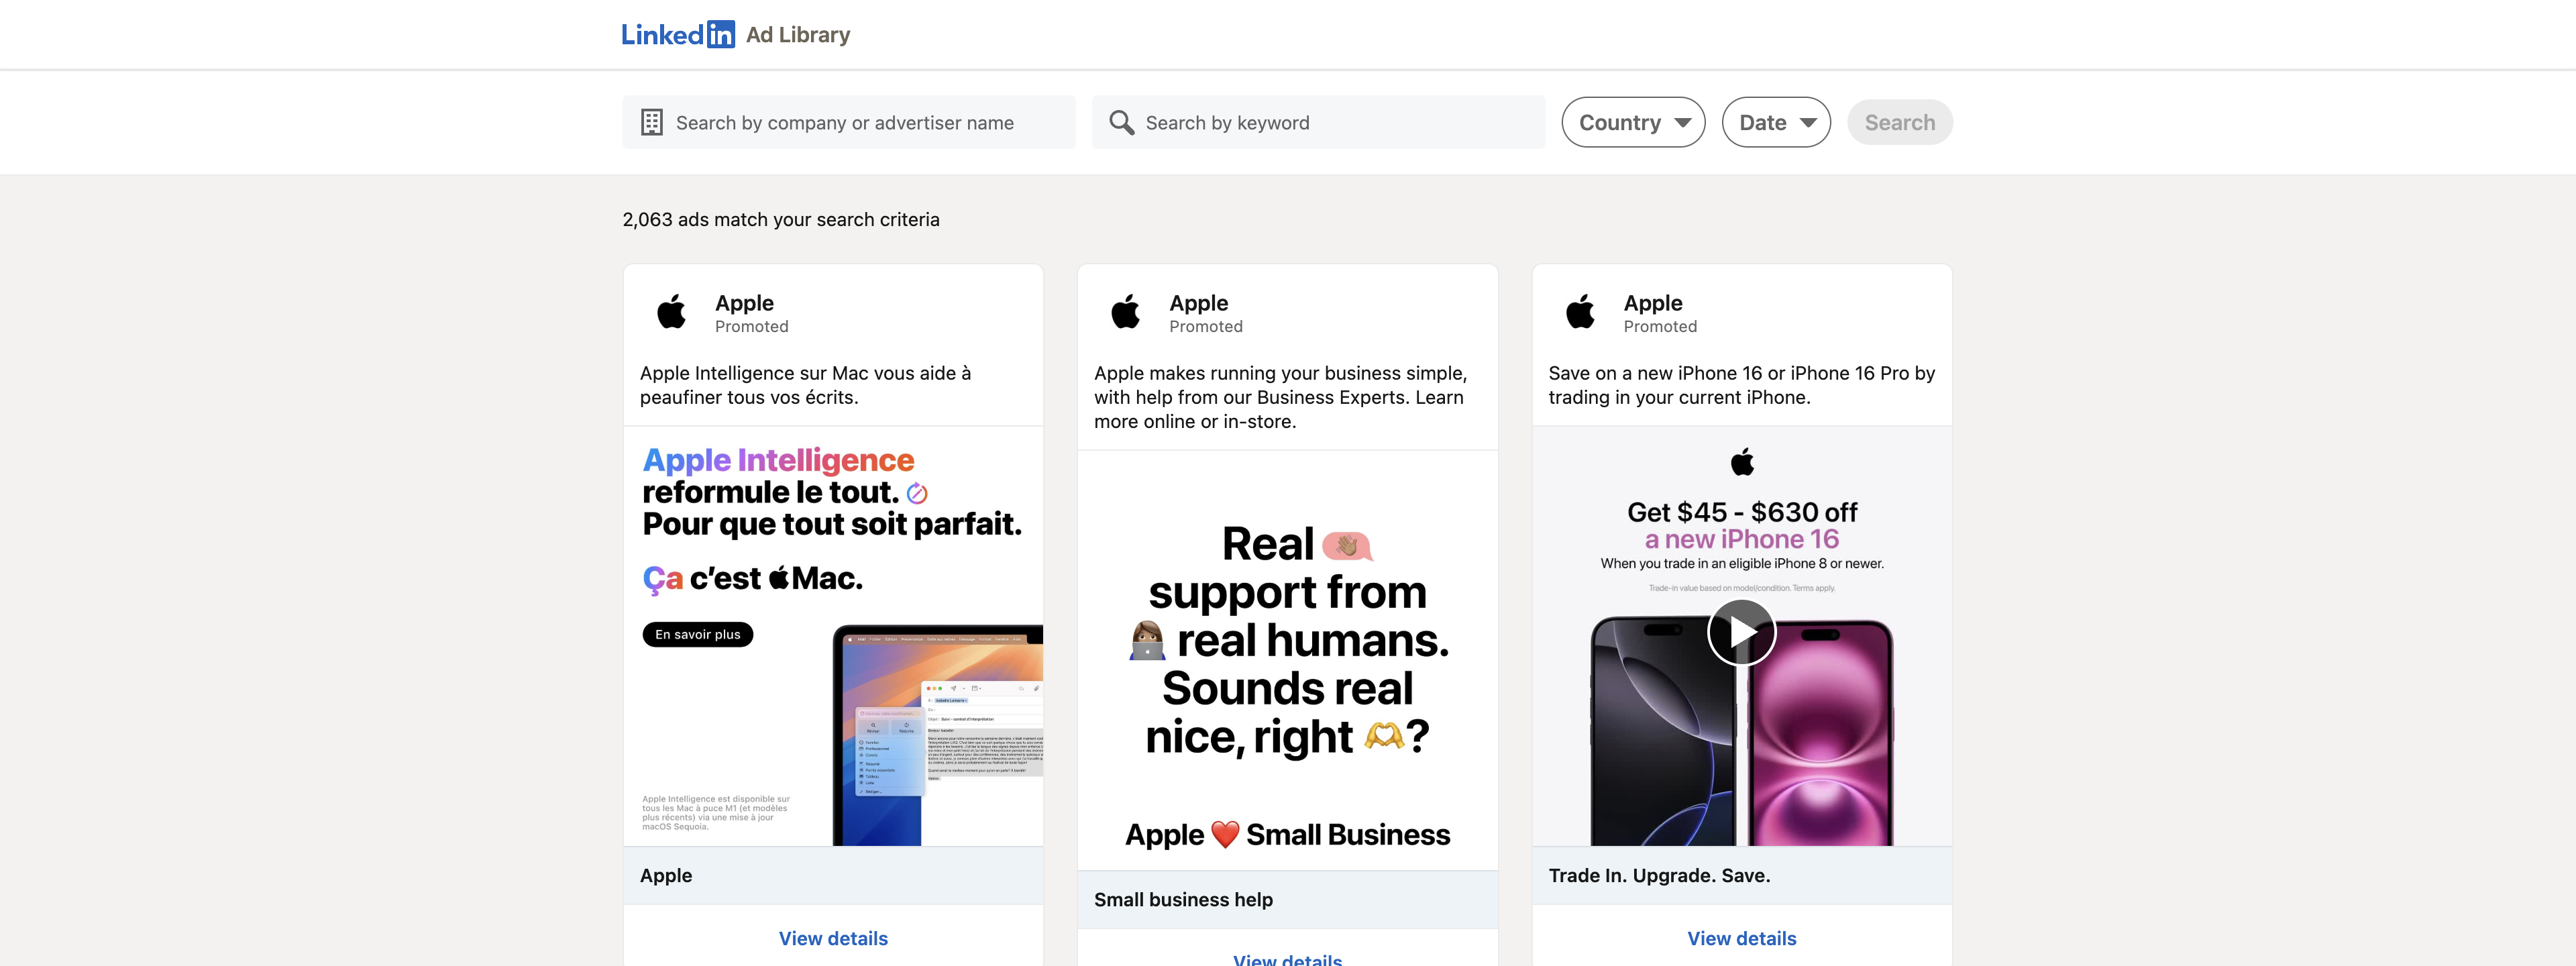 LinkedIn Ad Library
Search by company or advertiser name
Search by keyword
Country
Date
Search
2,063 ads match your search criteria
Apple
Promoted
Apple Intelligence sur Mac vous aide à
peaufiner tous vos écrits.
Apple Intelligence
reformule le tout.
Pour que tout soit parfait.
Ça c'est Mac.
En savoir plus
Apple Intelligence est disponible sur
tous les Mac à puce M1 (et modèles
plus récents) via une mise à jour
macOS Sequoia.
Apple
View details
Apple
Promoted
Apple makes running your business simple,
with help from our Business Experts. Learn
more online or in-store.
Real 👋🏽
support from
👩🏽‍💻 real humans.
Sounds real
nice, right 🫶?
Apple ❤️ Small Business
Small business help
View details
Apple
Promoted
Save on a new iPhone 16 or iPhone 16 Pro by
trading in your current iPhone.
Get $45 - $630 off
a new iPhone 16
When you trade in an eligible iPhone 8 or newer.
Trade-in value based on model/condition. Terms apply.
Trade In. Upgrade. Save.
View details